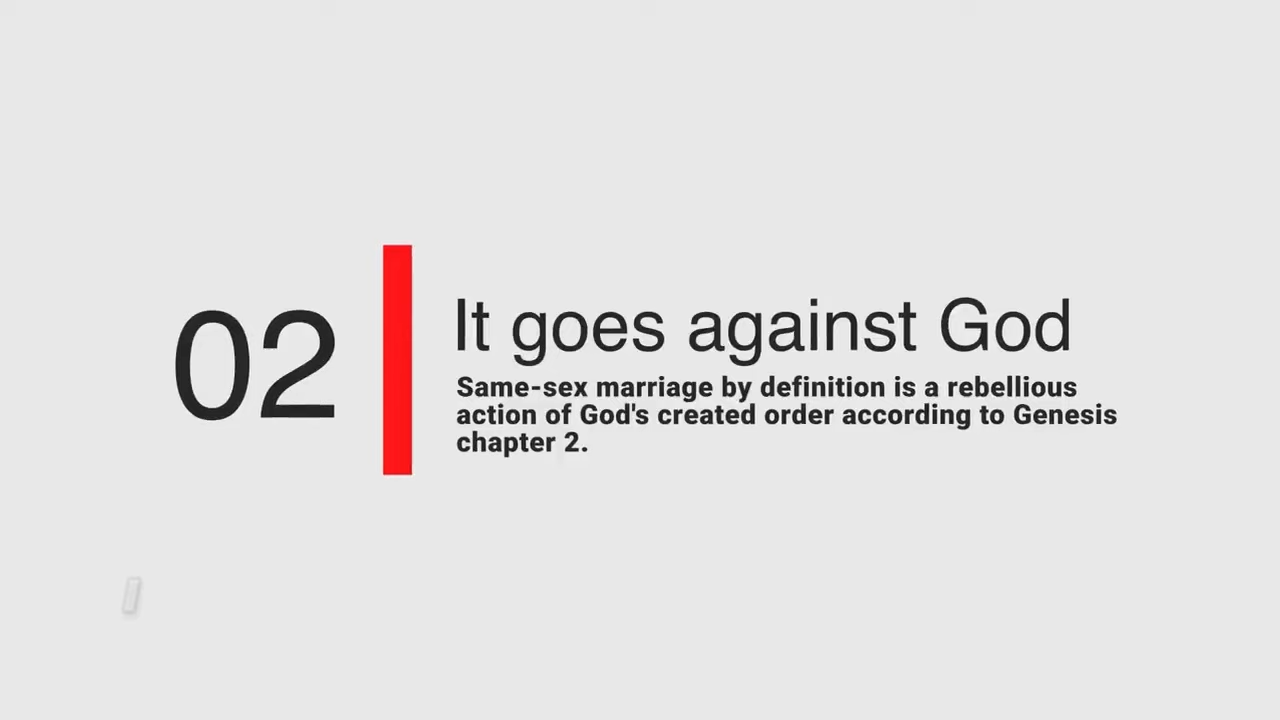 02
It goes against God
Same-sex marriage by definition is a rebellious
action of God's created order according to Genesis
chapter 2.